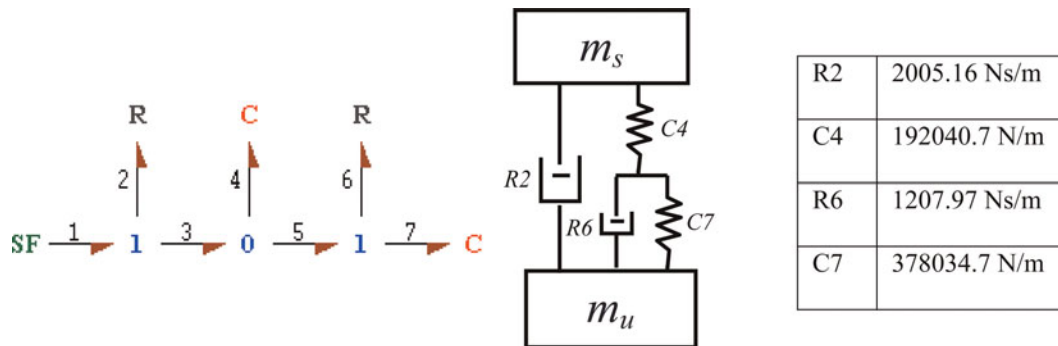 R C R
2 4 6
SF 1 1 3 0 5 1 7 C
m_s
C4
R2
R6 C7
m_u
R2 2005.16 Ns/m
C4 192040.7 N/m
R6 1207.97 Ns/m
C7 378034.7 N/m